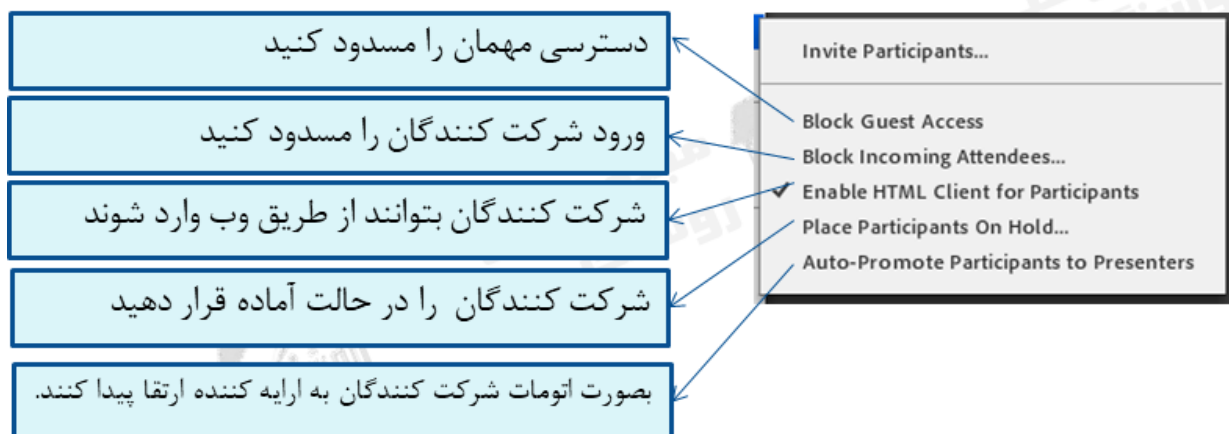 دسترسی مهمان را مسدود کنید
ورود شرکت کنندگان را مسدود کنید
شرکت کنندگان بتوانند از طریق وب وارد شوند
شرکت کنندگان را در حالت آماده قرار دهید
بصورت اتومات شرکت کنندگان به ارایه کننده ارتقا پیدا کنند.
Invite Participants...
Block Guest Access
Block Incoming Attendees...
✓ Enable HTML Client for Participants
Place Participants On Hold...
Auto-Promote Participants to Presenters